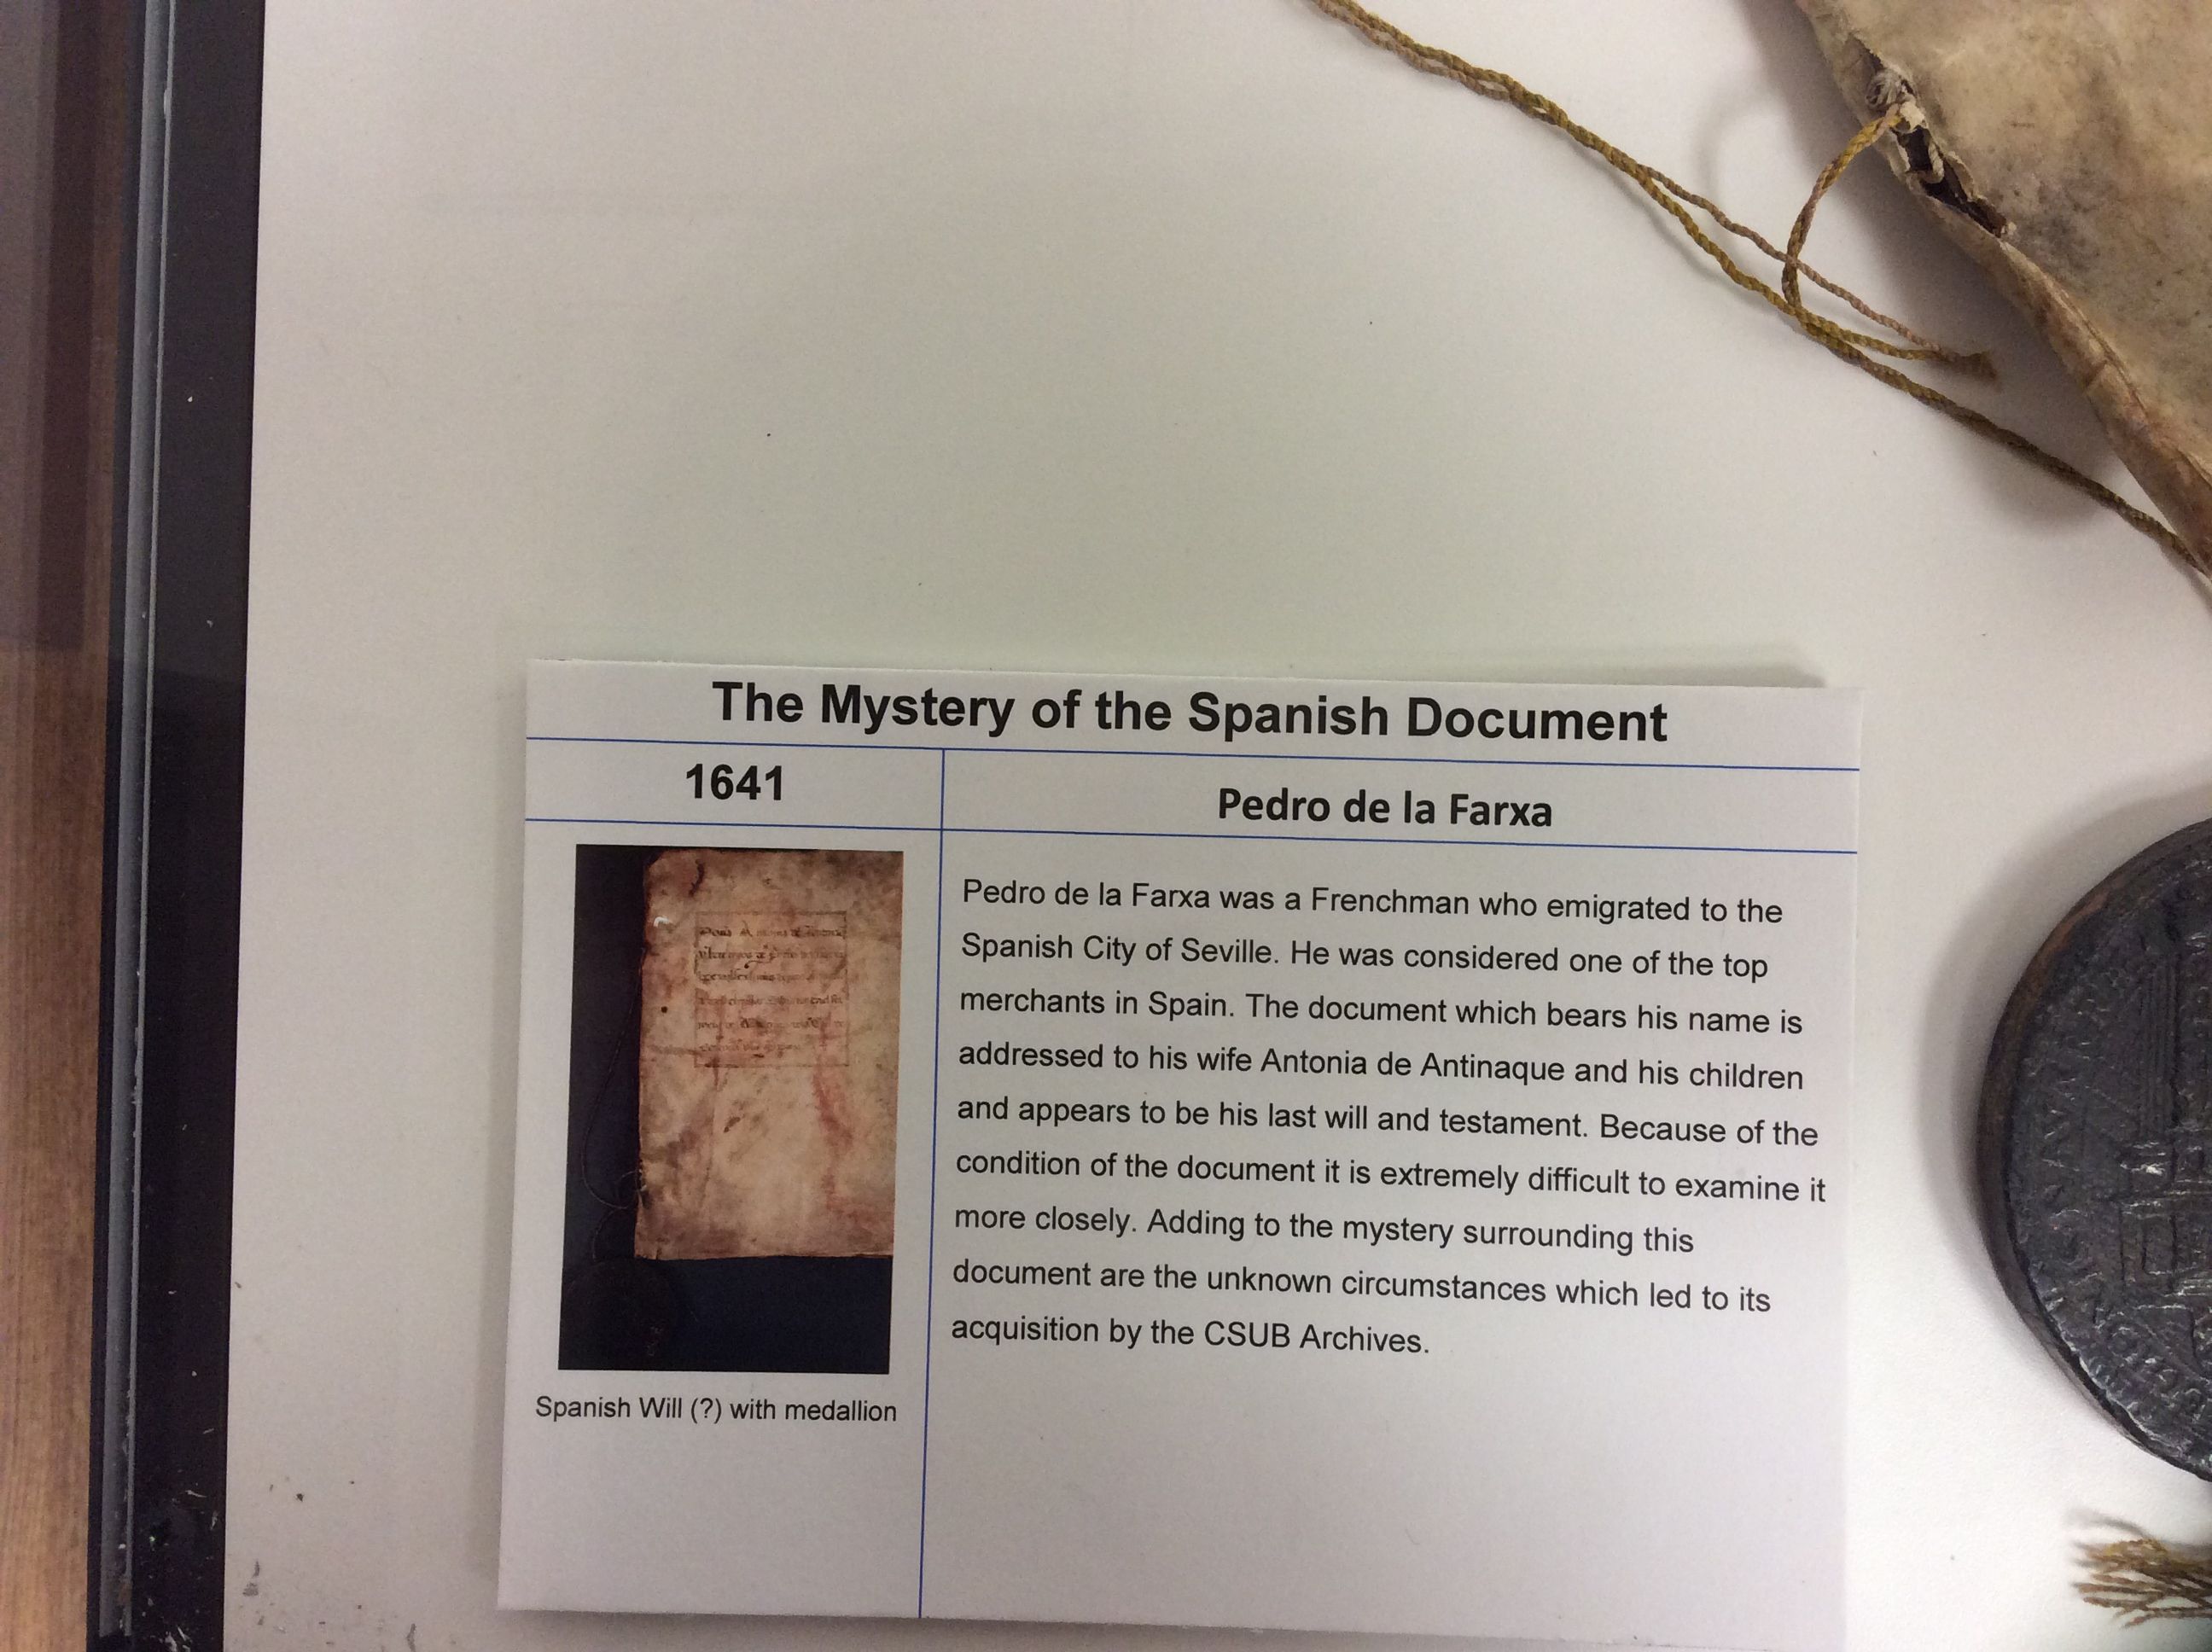 The Mystery of the Spanish Document
1641
Pedro de la Farxa
Pedro de la Farxa was a Frenchman who emigrated to the
Spanish City of Seville. He was considered one of the top
merchants in Spain. The document which bears his name is
addressed to his wife Antonia de Antinaque and his children
and appears to be his last will and testament. Because of the
condition of the document it is extremely difficult to examine it
more closely. Adding to the mystery surrounding this
document are the unknown circumstances which led to its
acquisition by the CSUB Archives.
Spanish Will (?) with medallion